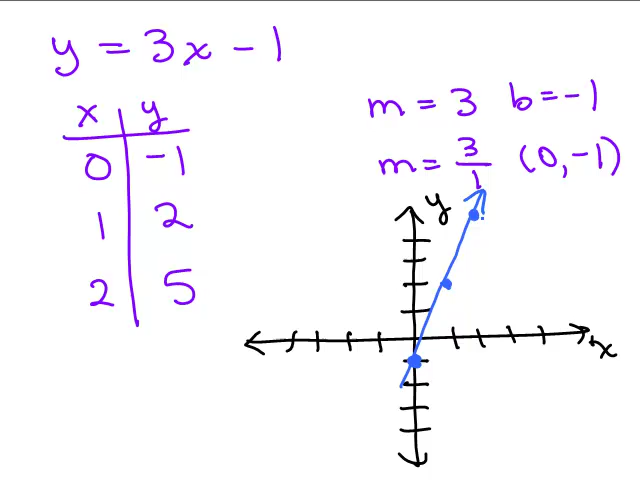 y = 3x - 1
x y
0 -1
1 2
2 5
m = 3 b = -1
m = 3/1 (0, -1)
y
x